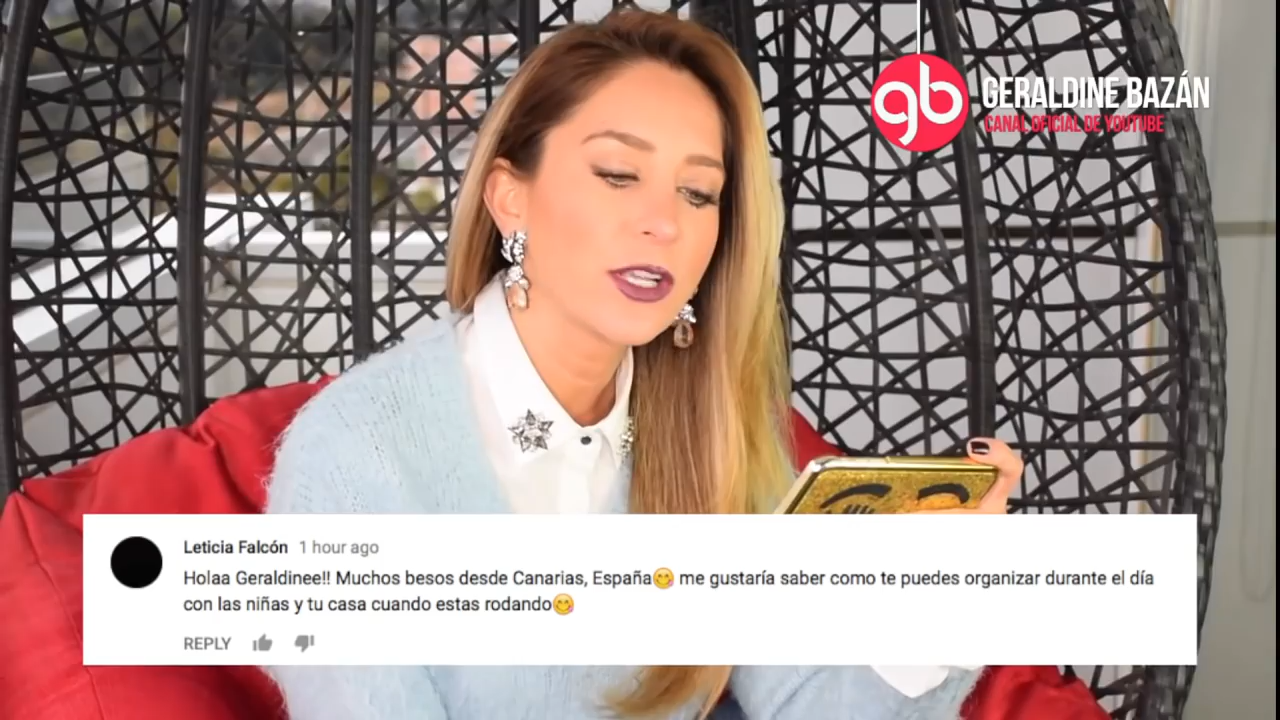 gb
GERALDINE BAZÁN
CANAL OFICIAL DE YOUTUBE
Leticia Falcón 1 hour ago
Holaa Geraldinee!! Muchos besos desde Canarias, España😋 me gustaría saber como te puedes organizar durante el día
con las niñas y tu casa cuando estas rodando😋
REPLY